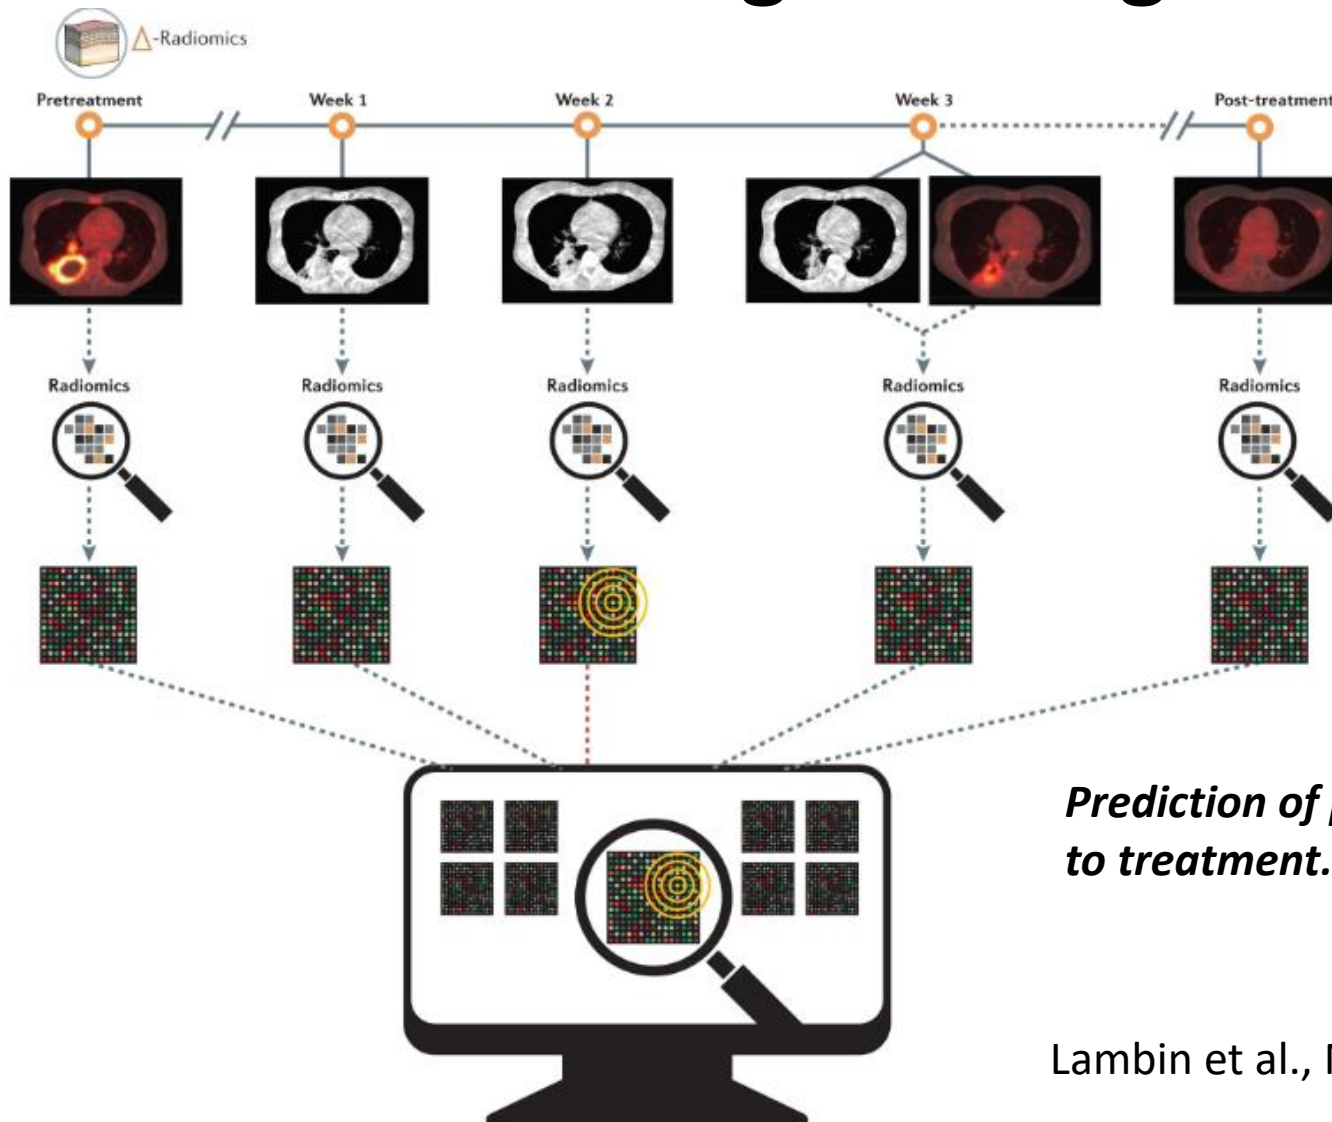 Δ-Radiomics
Pretreatment Week 1 Week 2 Week 3 Post-treatment
Radiomics Radiomics Radiomics Radiomics Radiomics
Prediction of
to treatment.
Lambin et al.,